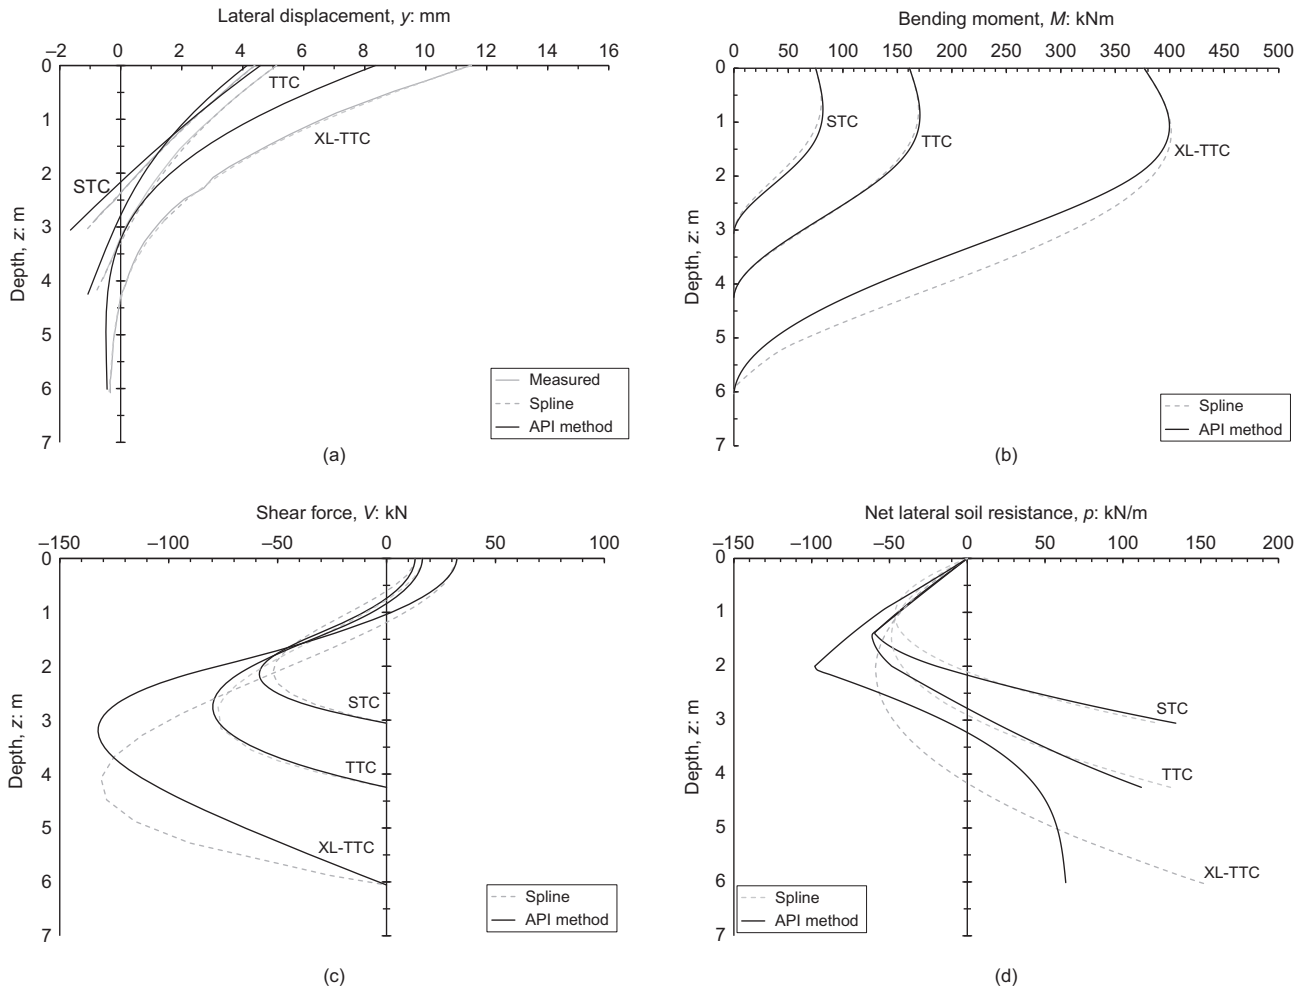 Lateral displacement, y: mm
–2 0 2 4 6 8 10 12 14 16
0
1
2
3
4
5
6
7
Depth, z: m
TTC
XL-TTC
STC
Measured
Spline
API method
(a)
Bending moment, M: kNm
0 50 100 150 200 250 300 350 400 450 500
0
1
2
3
4
5
6
7
Depth, z: m
STC
TTC
XL-TTC
Spline
API method
(b)
Shear force, V: kN
–150 –100 –50 0 50 100
0
1
2
3
4
5
6
7
Depth, z: m
STC
TTC
XL-TTC
Spline
API method
(c)
Net lateral soil resistance, p: kN/m
–150 –100 –50 0 50 100 150 200
0
1
2
3
4
5
6
7
Depth, z: m
STC
TTC
XL-TTC
Spline
API method
(d)